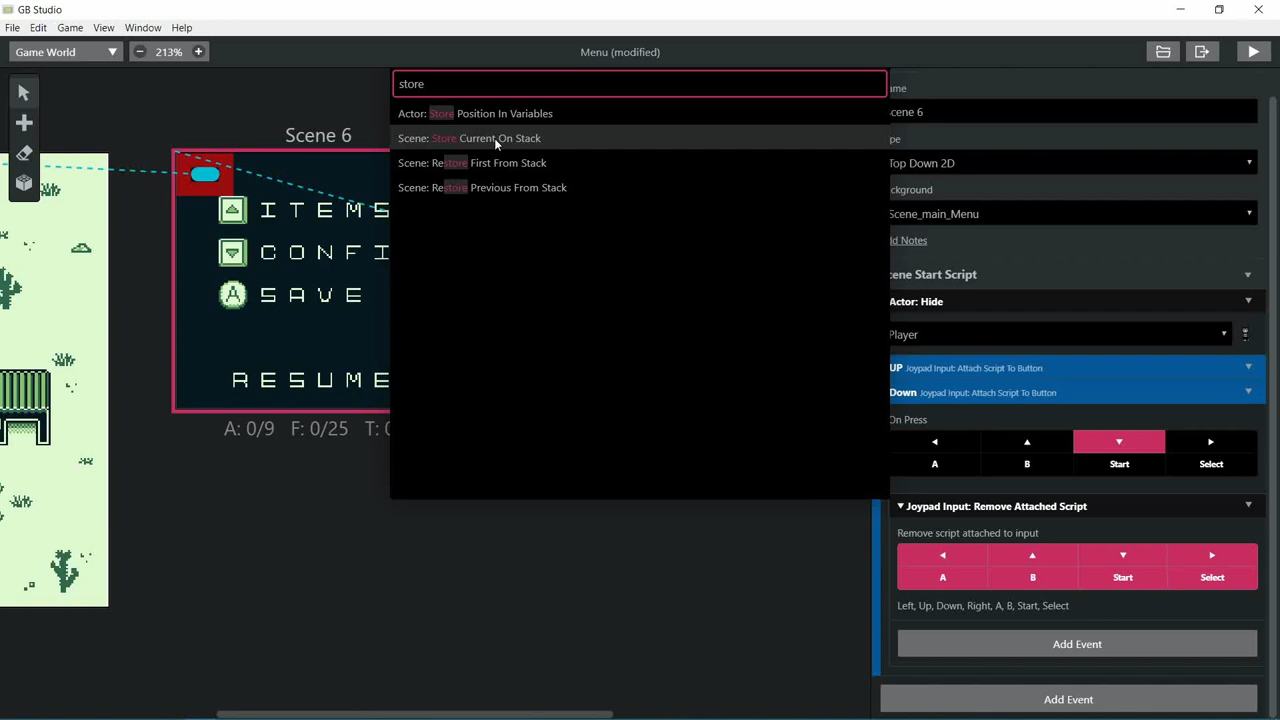 GB Studio
File Edit Game View Window Help
Game World
213%
Menu (modified)
store
Actor: Store Position In Variables
Scene: Store Current On Stack
Scene: Restore First From Stack
Scene: Restore Previous From Stack
Scene 6
ITEMS
CONFI
A SAVE
RESUME
A: 0/9 F: 0/25 T: 0
ame
cene 6
ype
Top Down 2D
ckground
Scene_main_Menu
dd Notes
cene Start Script
Actor: Hide
Player
UP Joypad Input: Attach Script To Button
Down Joypad Input: Attach Script To Button
On Press
A B Start Select
Joypad Input: Remove Attached Script
Remove script attached to input
A B Start Select
Left, Up, Down, Right, A, B, Start, Select
Add Event
Add Event